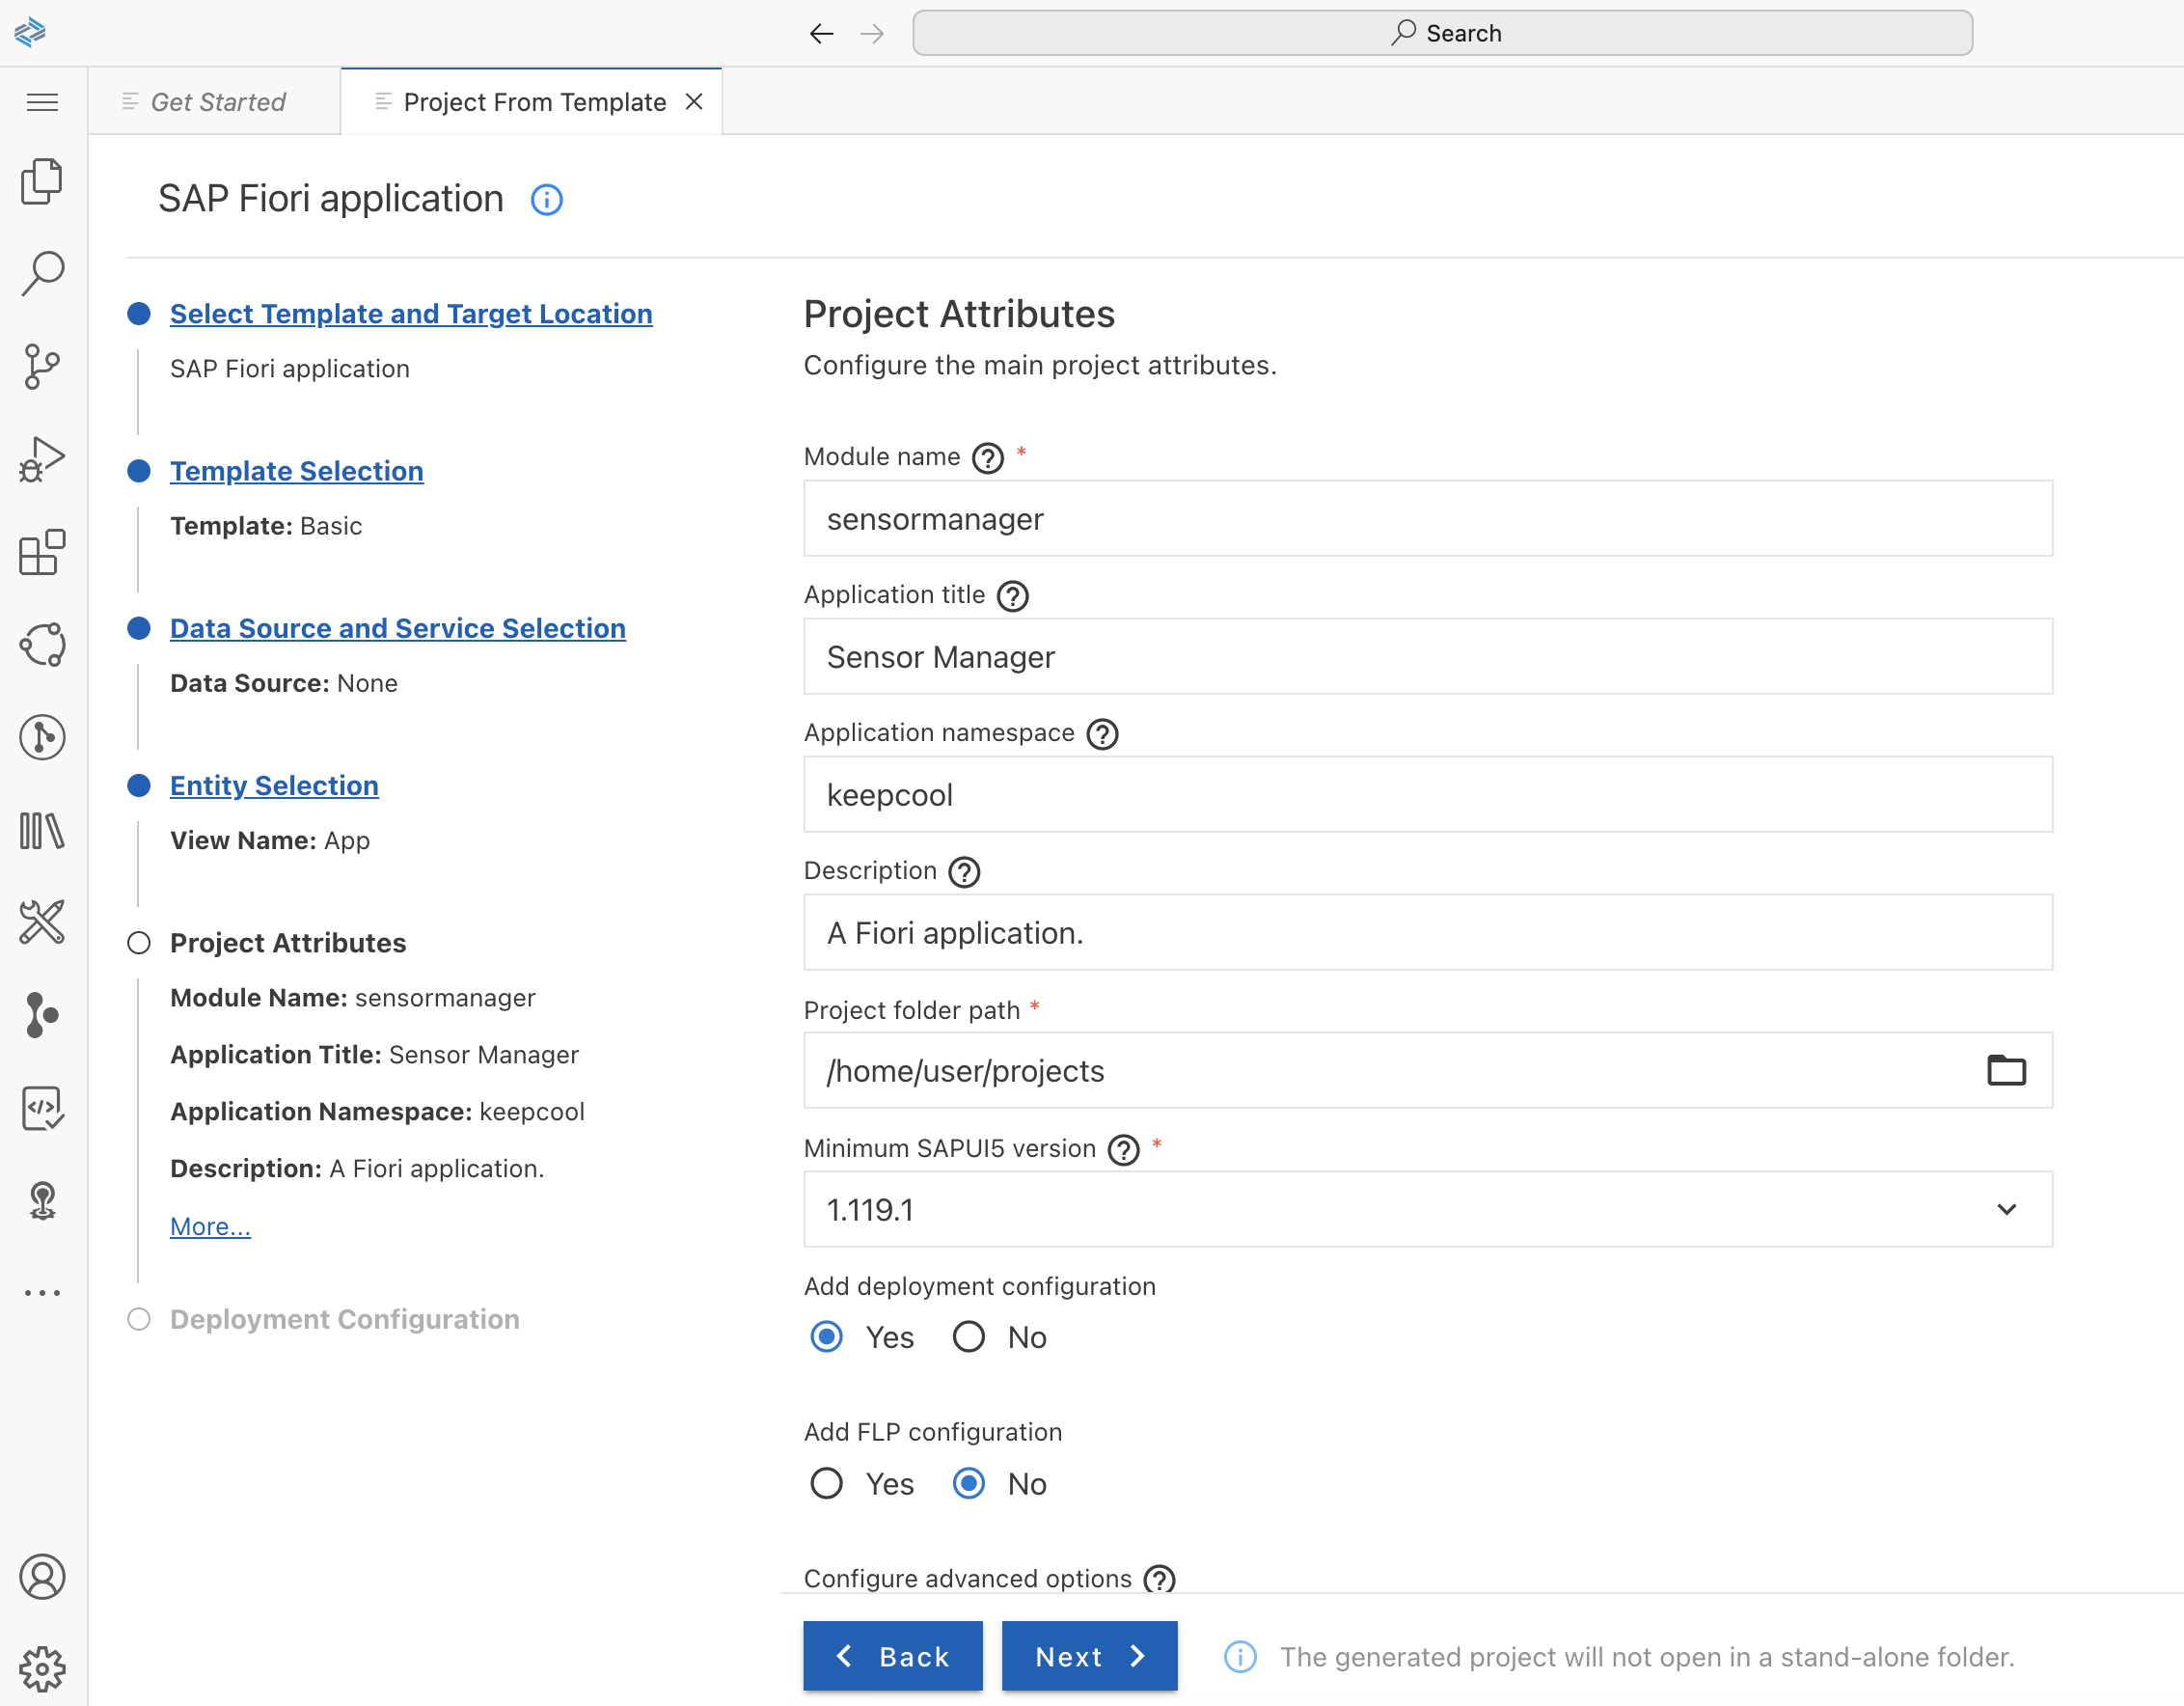 Search
Get Started
Project From Template
SAP Fiori application
Select Template and Target Location
SAP Fiori application
Template Selection
Template: Basic
Data Source and Service Selection
Data Source: None
Entity Selection
View Name: App
Project Attributes
Module Name: sensormanager
Application Title: Sensor Manager
Application Namespace: keepcool
Description: A Fiori application.
More...
Deployment Configuration
Project Attributes
Configure the main project attributes.
Module name *
sensormanager
Application title
Sensor Manager
Application namespace
keepcool
Description
A Fiori application.
Project folder path *
/home/user/projects
Minimum SAPUI5 version *
1.119.1
Add deployment configuration
Yes No
Add FLP configuration
Yes No
Configure advanced options
Back Next The generated project will not open in a stand-alone folder.